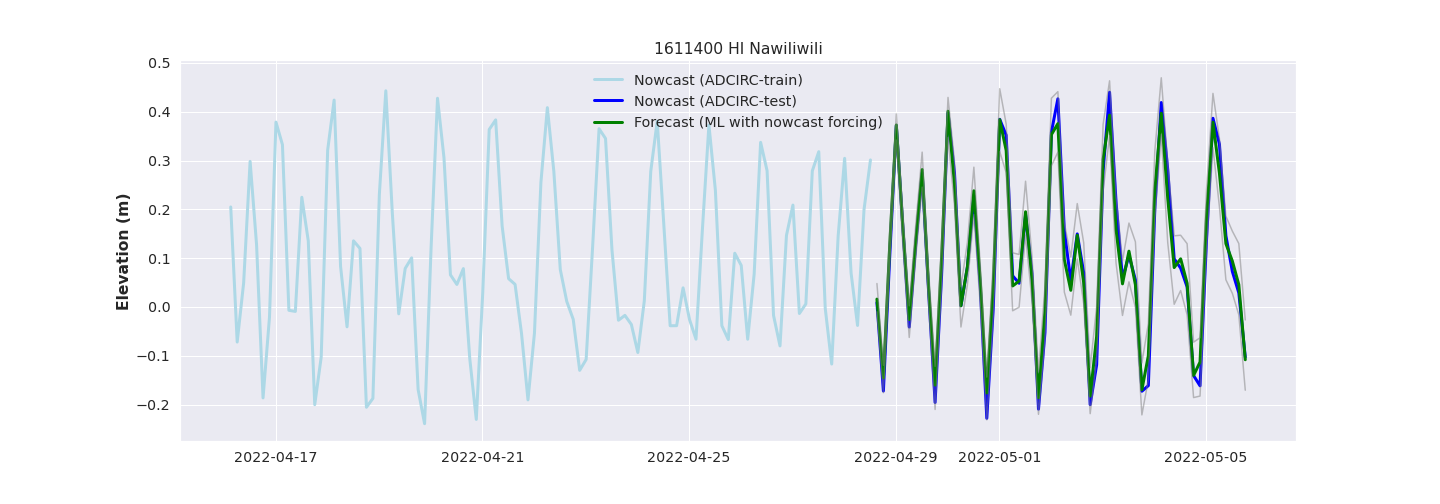 1611400 HI Nawiliwili
Nowcast (ADCIRC-train)
Nowcast (ADCIRC-test)
Forecast (ML with nowcast forcing)
Elevation (m)
0.5
0.4
0.3
0.2
0.1
0.0
−0.1
−0.2
2022-04-17 2022-04-21 2022-04-25 2022-04-29 2022-05-01 2022-05-05